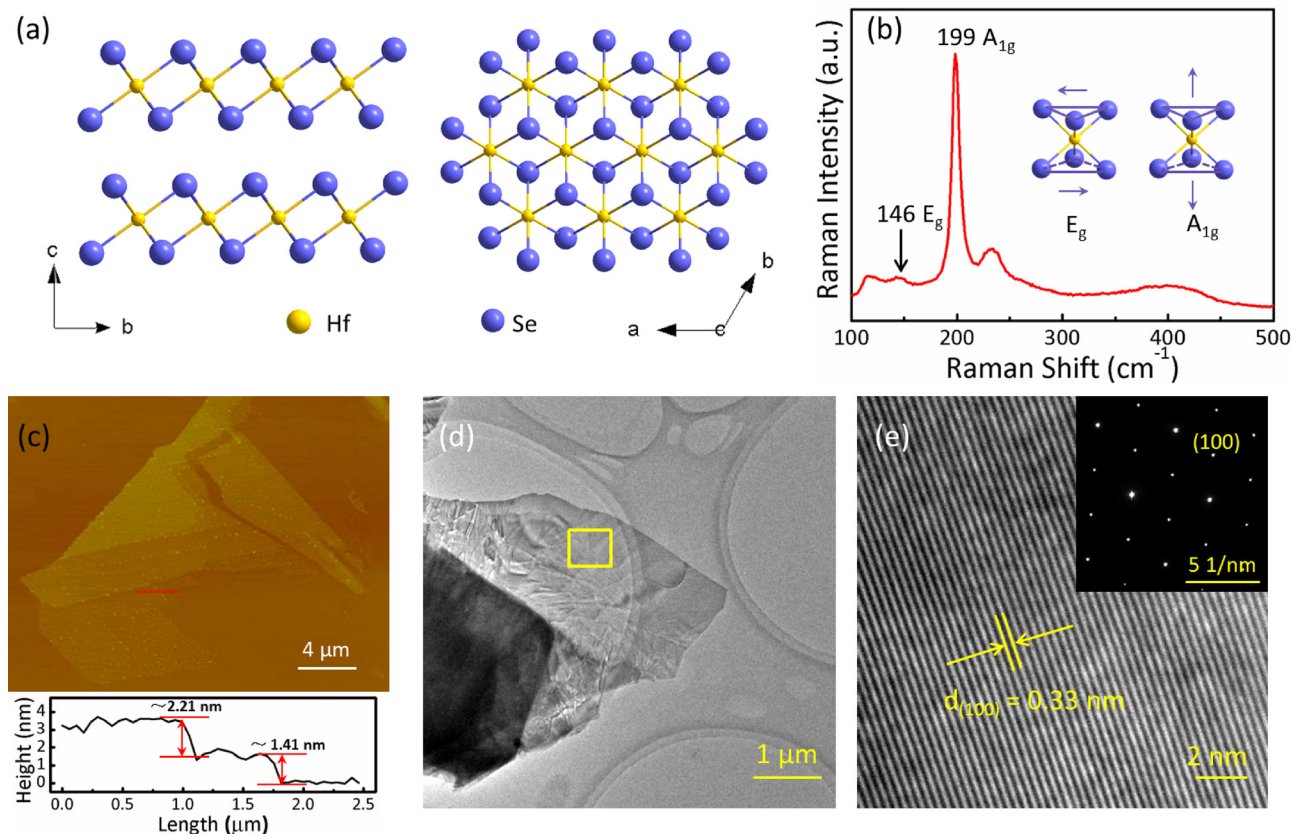 (a)
c
b
Hf
Se
b
a
c
(b)
199 A1g
146 Eg
Eg
A1g
Raman Intensity (a.u.)
100 200 300 400 500
Raman Shift (cm-1)
(c)
4 μm
~2.21 nm
~ 1.41 nm
Height (nm)
4
3
2
1
0
0.0 0.5 1.0 1.5 2.0 2.5
Length (μm)
(d)
1 μm
(e)
(100)
5 1/nm
d(100) = 0.33 nm
2 nm